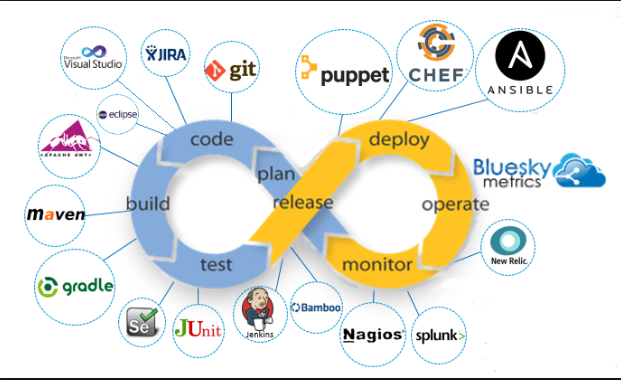 Microsoft
Visual Studio
JIRA
git
puppet
CHEF
ANSIBLE
eclipse
code
deploy
APACHE ANT
plan
Bluesky
metrics
build
release
operate
maven
test
monitor
New Relic.
gradle
Se
JUnit
Jenkins
Bamboo
Nagios®
splunk>